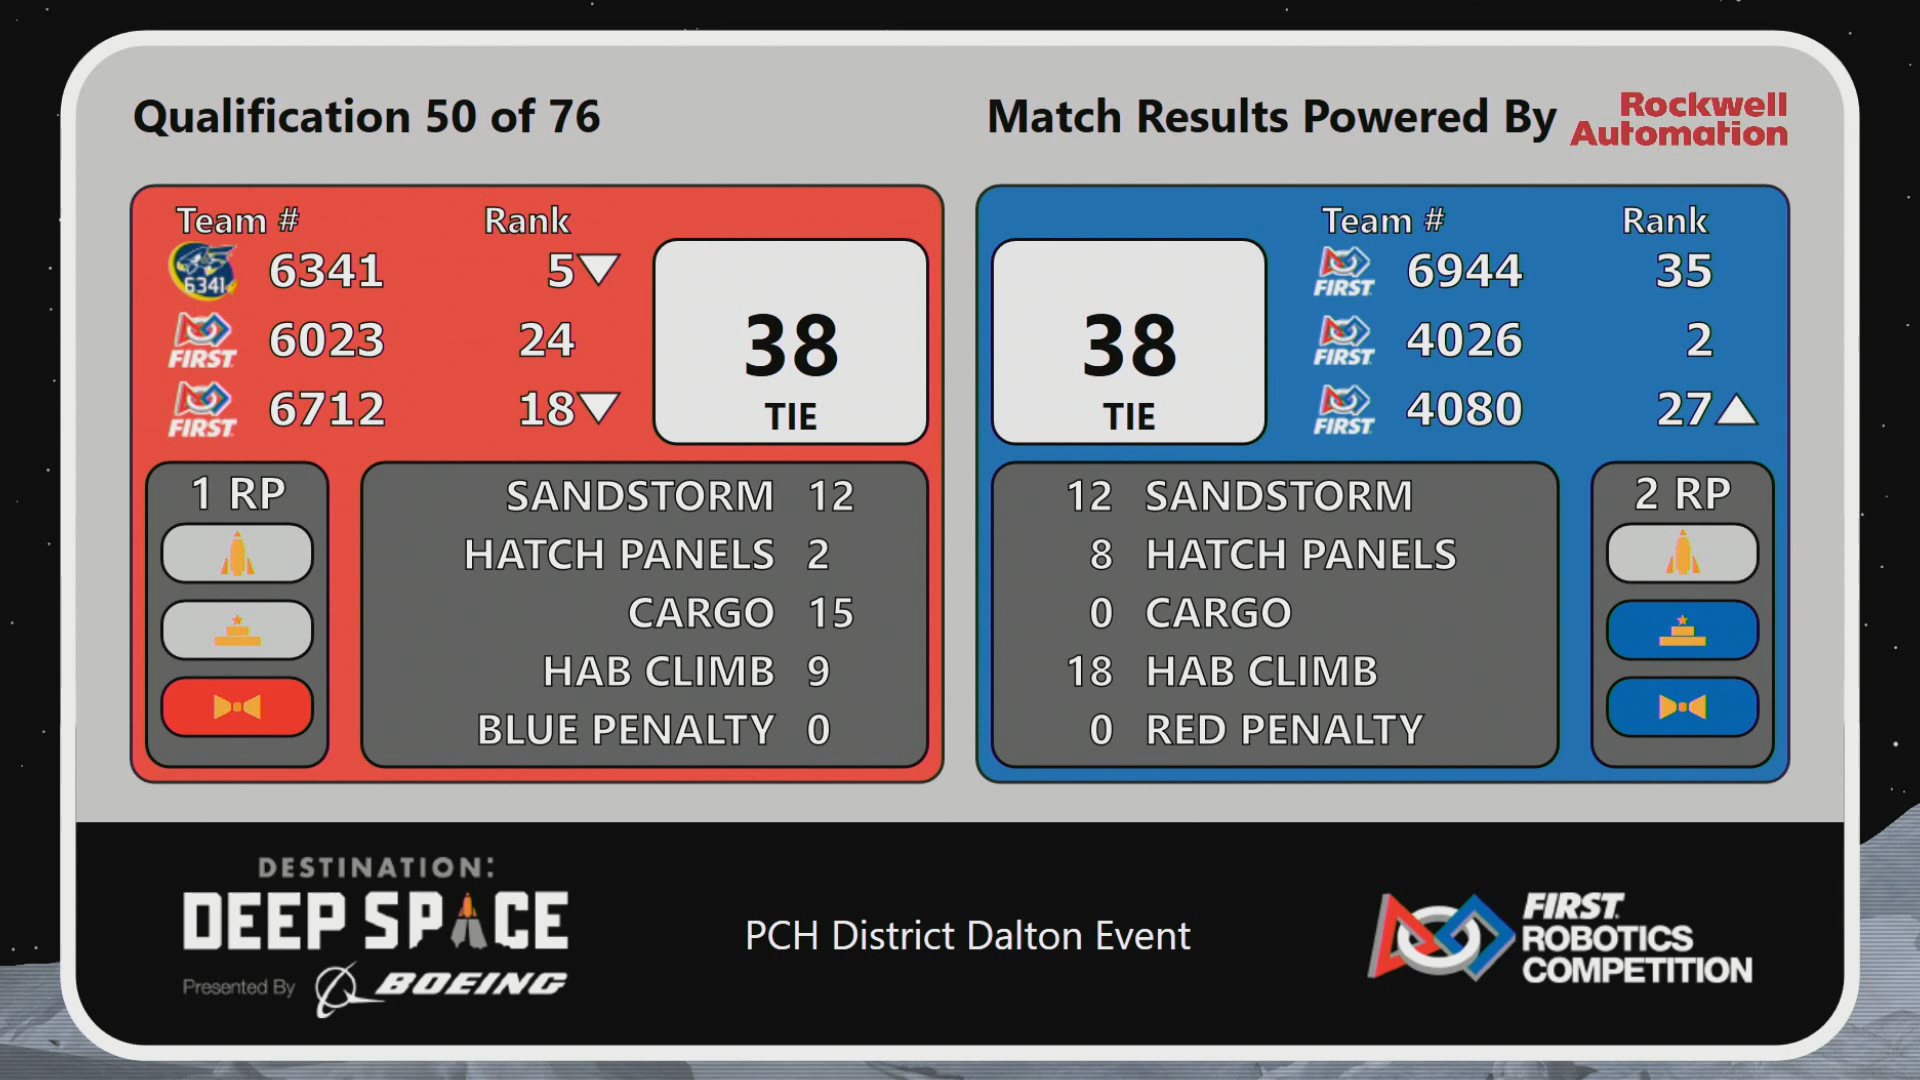 Qualification 50 of 76
Match Results Powered By Rockwell Automation
Team # Rank
6341 6341 5
FIRST 6023 24
FIRST 6712 18
38
TIE
1 RP
SANDSTORM 12
HATCH PANELS 2
CARGO 15
HAB CLIMB 9
BLUE PENALTY 0
Team # Rank
FIRST 6944 35
FIRST 4026 2
FIRST 4080 27
38
TIE
12 SANDSTORM
8 HATCH PANELS
0 CARGO
18 HAB CLIMB
0 RED PENALTY
2 RP
DESTINATION:
DEEP SPACE
Presented By BOEING
PCH District Dalton Event
FIRST
ROBOTICS
COMPETITION